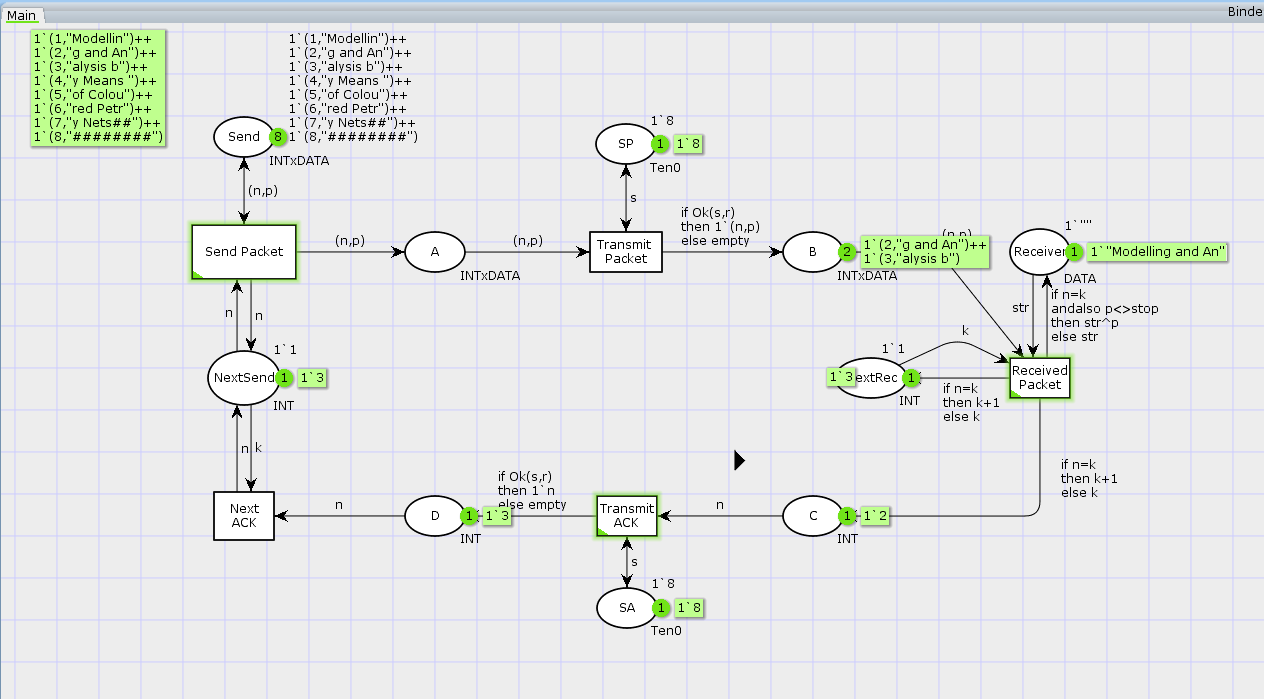 Main
Binde
1`(1,"Modellin")++
1`(2,"g and An")++
1`(3,"alysis b")++
1`(4,"y Means ")++
1`(5,"of Colou")++
1`(6,"red Petr")++
1`(7,"y Nets##")++
1`(8,"########")
1`(1,"Modellin")++
1`(2,"g and An")++
1`(3,"alysis b")++
1`(4,"y Means ")++
1`(5,"of Colou")++
1`(6,"red Petr")++
1`(7,"y Nets##")++
1`(8,"########")
Send
8
INTxDATA
(n,p)
1`8
SP
1
1`8
Ten0
s
Send Packet
(n,p)
A
INTxDATA
(n,p)
Transmit
Packet
if Ok(s,r)
then 1`(n,p)
else empty
B
2
1`(2,"g and An")++
1`(3,"alysis b")
INTxDATA
(n,p)
1`""
Receiver
1
1`"Modelling and An"
DATA
str
if n=k
andalso p<>stop
then str^p
else str
n
n
1`1
NextSend
1
1`3
INT
k
1`1
1`3
extRec
1
INT
if n=k
then k+1
else k
Received
Packet
n
k
if n=k
then k+1
else k
Next
ACK
n
D
1
1`3
INT
if Ok(s,r)
then 1`n
else empty
Transmit
ACK
n
C
1
1`2
INT
s
1`8
SA
1
1`8
Ten0